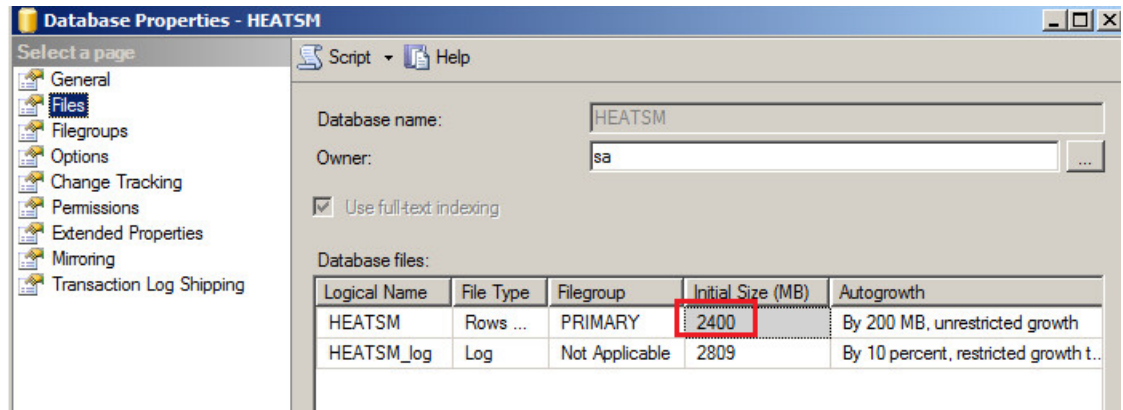 Database Properties - HEATSM
Select a page
General
Files
Filegroups
Options
Change Tracking
Permissions
Extended Properties
Mirroring
Transaction Log Shipping
Script Help
Database name: HEATSM
Owner: sa ...
Use full-text indexing
Database files:
Logical Name File Type Filegroup Initial Size (MB) Autogrowth
HEATSM Rows ... PRIMARY 2400 By 200 MB, unrestricted growth
HEATSM_log Log Not Applicable 2809 By 10 percent, restricted growth t...